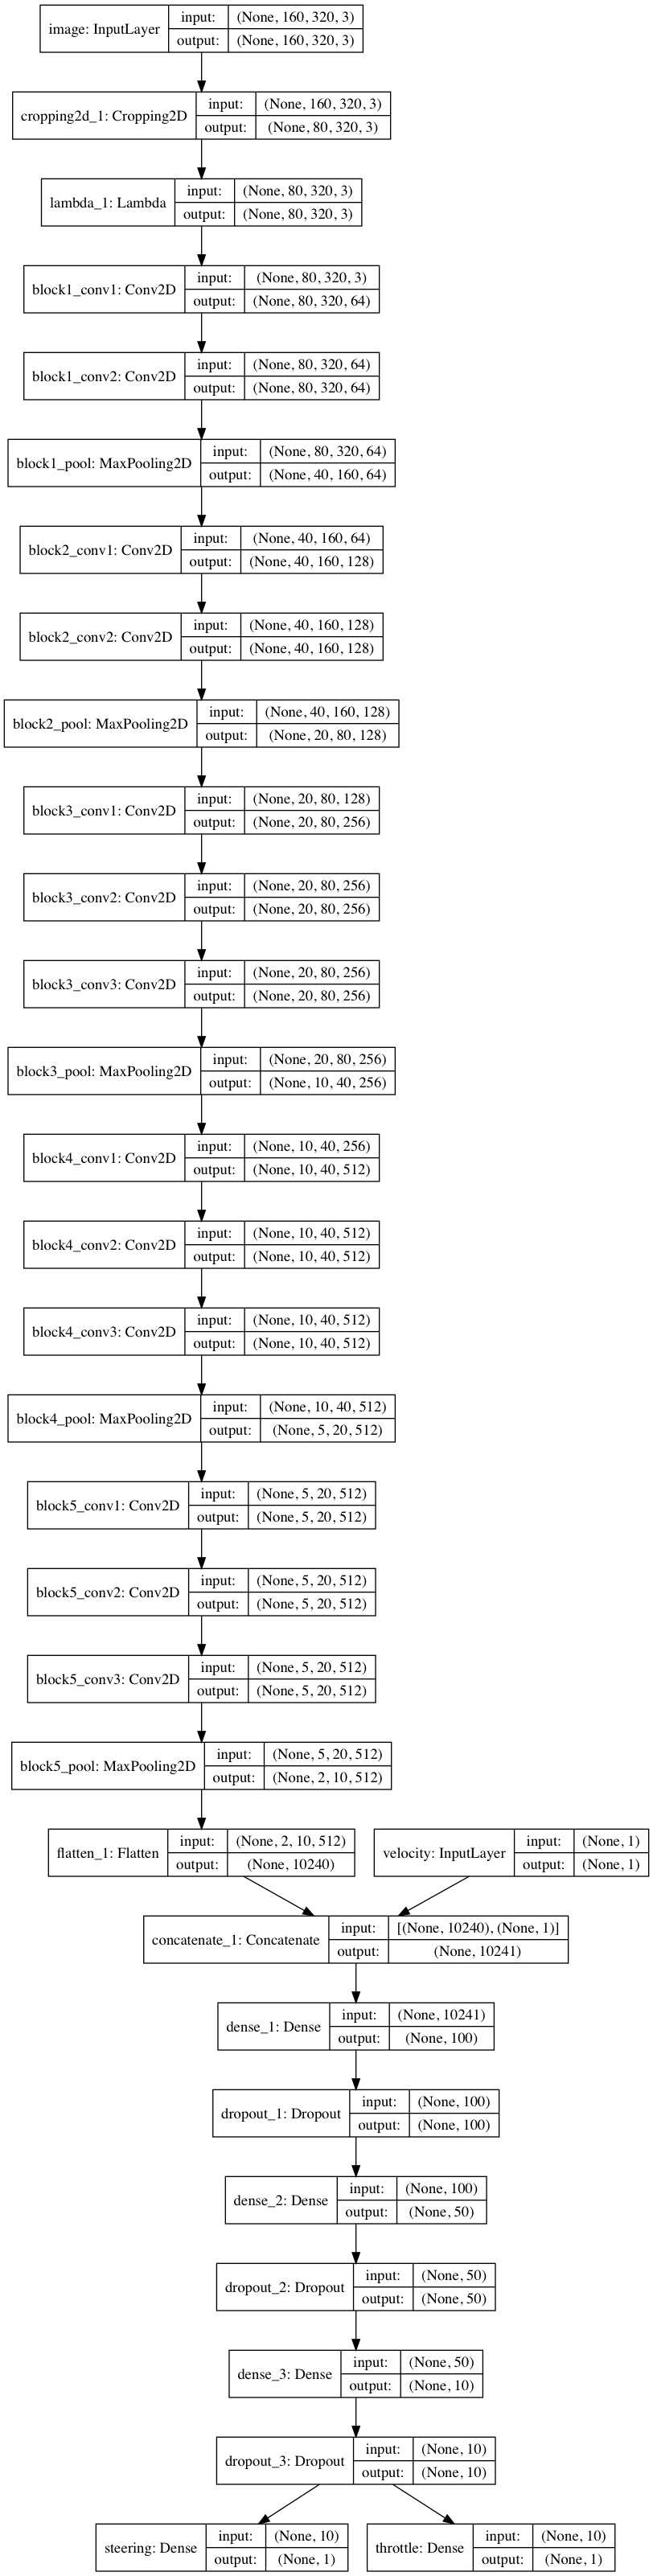 image: InputLayer
input: (None, 160, 320, 3)
output: (None, 160, 320, 3)
cropping2d_1: Cropping2D
input: (None, 160, 320, 3)
output: (None, 80, 320, 3)
lambda_1: Lambda
input: (None, 80, 320, 3)
output: (None, 80, 320, 3)
block1_conv1: Conv2D
input: (None, 80, 320, 3)
output: (None, 80, 320, 64)
block1_conv2: Conv2D
input: (None, 80, 320, 64)
output: (None, 80, 320, 64)
block1_pool: MaxPooling2D
input: (None, 80, 320, 64)
output: (None, 40, 160, 64)
block2_conv1: Conv2D
input: (None, 40, 160, 64)
output: (None, 40, 160, 128)
block2_conv2: Conv2D
input: (None, 40, 160, 128)
output: (None, 40, 160, 128)
block2_pool: MaxPooling2D
input: (None, 40, 160, 128)
output: (None, 20, 80, 128)
block3_conv1: Conv2D
input: (None, 20, 80, 128)
output: (None, 20, 80, 256)
block3_conv2: Conv2D
input: (None, 20, 80, 256)
output: (None, 20, 80, 256)
block3_conv3: Conv2D
input: (None, 20, 80, 256)
output: (None, 20, 80, 256)
block3_pool: MaxPooling2D
input: (None, 20, 80, 256)
output: (None, 10, 40, 256)
block4_conv1: Conv2D
input: (None, 10, 40, 256)
output: (None, 10, 40, 512)
block4_conv2: Conv2D
input: (None, 10, 40, 512)
output: (None, 10, 40, 512)
block4_conv3: Conv2D
input: (None, 10, 40, 512)
output: (None, 10, 40, 512)
block4_pool: MaxPooling2D
input: (None, 10, 40, 512)
output: (None, 5, 20, 512)
block5_conv1: Conv2D
input: (None, 5, 20, 512)
output: (None, 5, 20, 512)
block5_conv2: Conv2D
input: (None, 5, 20, 512)
output: (None, 5, 20, 512)
block5_conv3: Conv2D
input: (None, 5, 20, 512)
output: (None, 5, 20, 512)
block5_pool: MaxPooling2D
input: (None, 5, 20, 512)
output: (None, 2, 10, 512)
flatten_1: Flatten
input: (None, 2, 10, 512)
output: (None, 10240)
velocity: InputLayer
input: (None, 1)
output: (None, 1)
concatenate_1: Concatenate
input: [(None, 10240), (None, 1)]
output: (None, 10241)
dense_1: Dense
input: (None, 10241)
output: (None, 100)
dropout_1: Dropout
input: (None, 100)
output: (None, 100)
dense_2: Dense
input: (None, 100)
output: (None, 50)
dropout_2: Dropout
input: (None, 50)
output: (None, 50)
dense_3: Dense
input: (None, 50)
output: (None, 10)
dropout_3: Dropout
input: (None, 10)
output: (None, 10)
steering: Dense
input: (None, 10)
output: (None, 1)
throttle: Dense
input: (None, 10)
output: (None, 1)